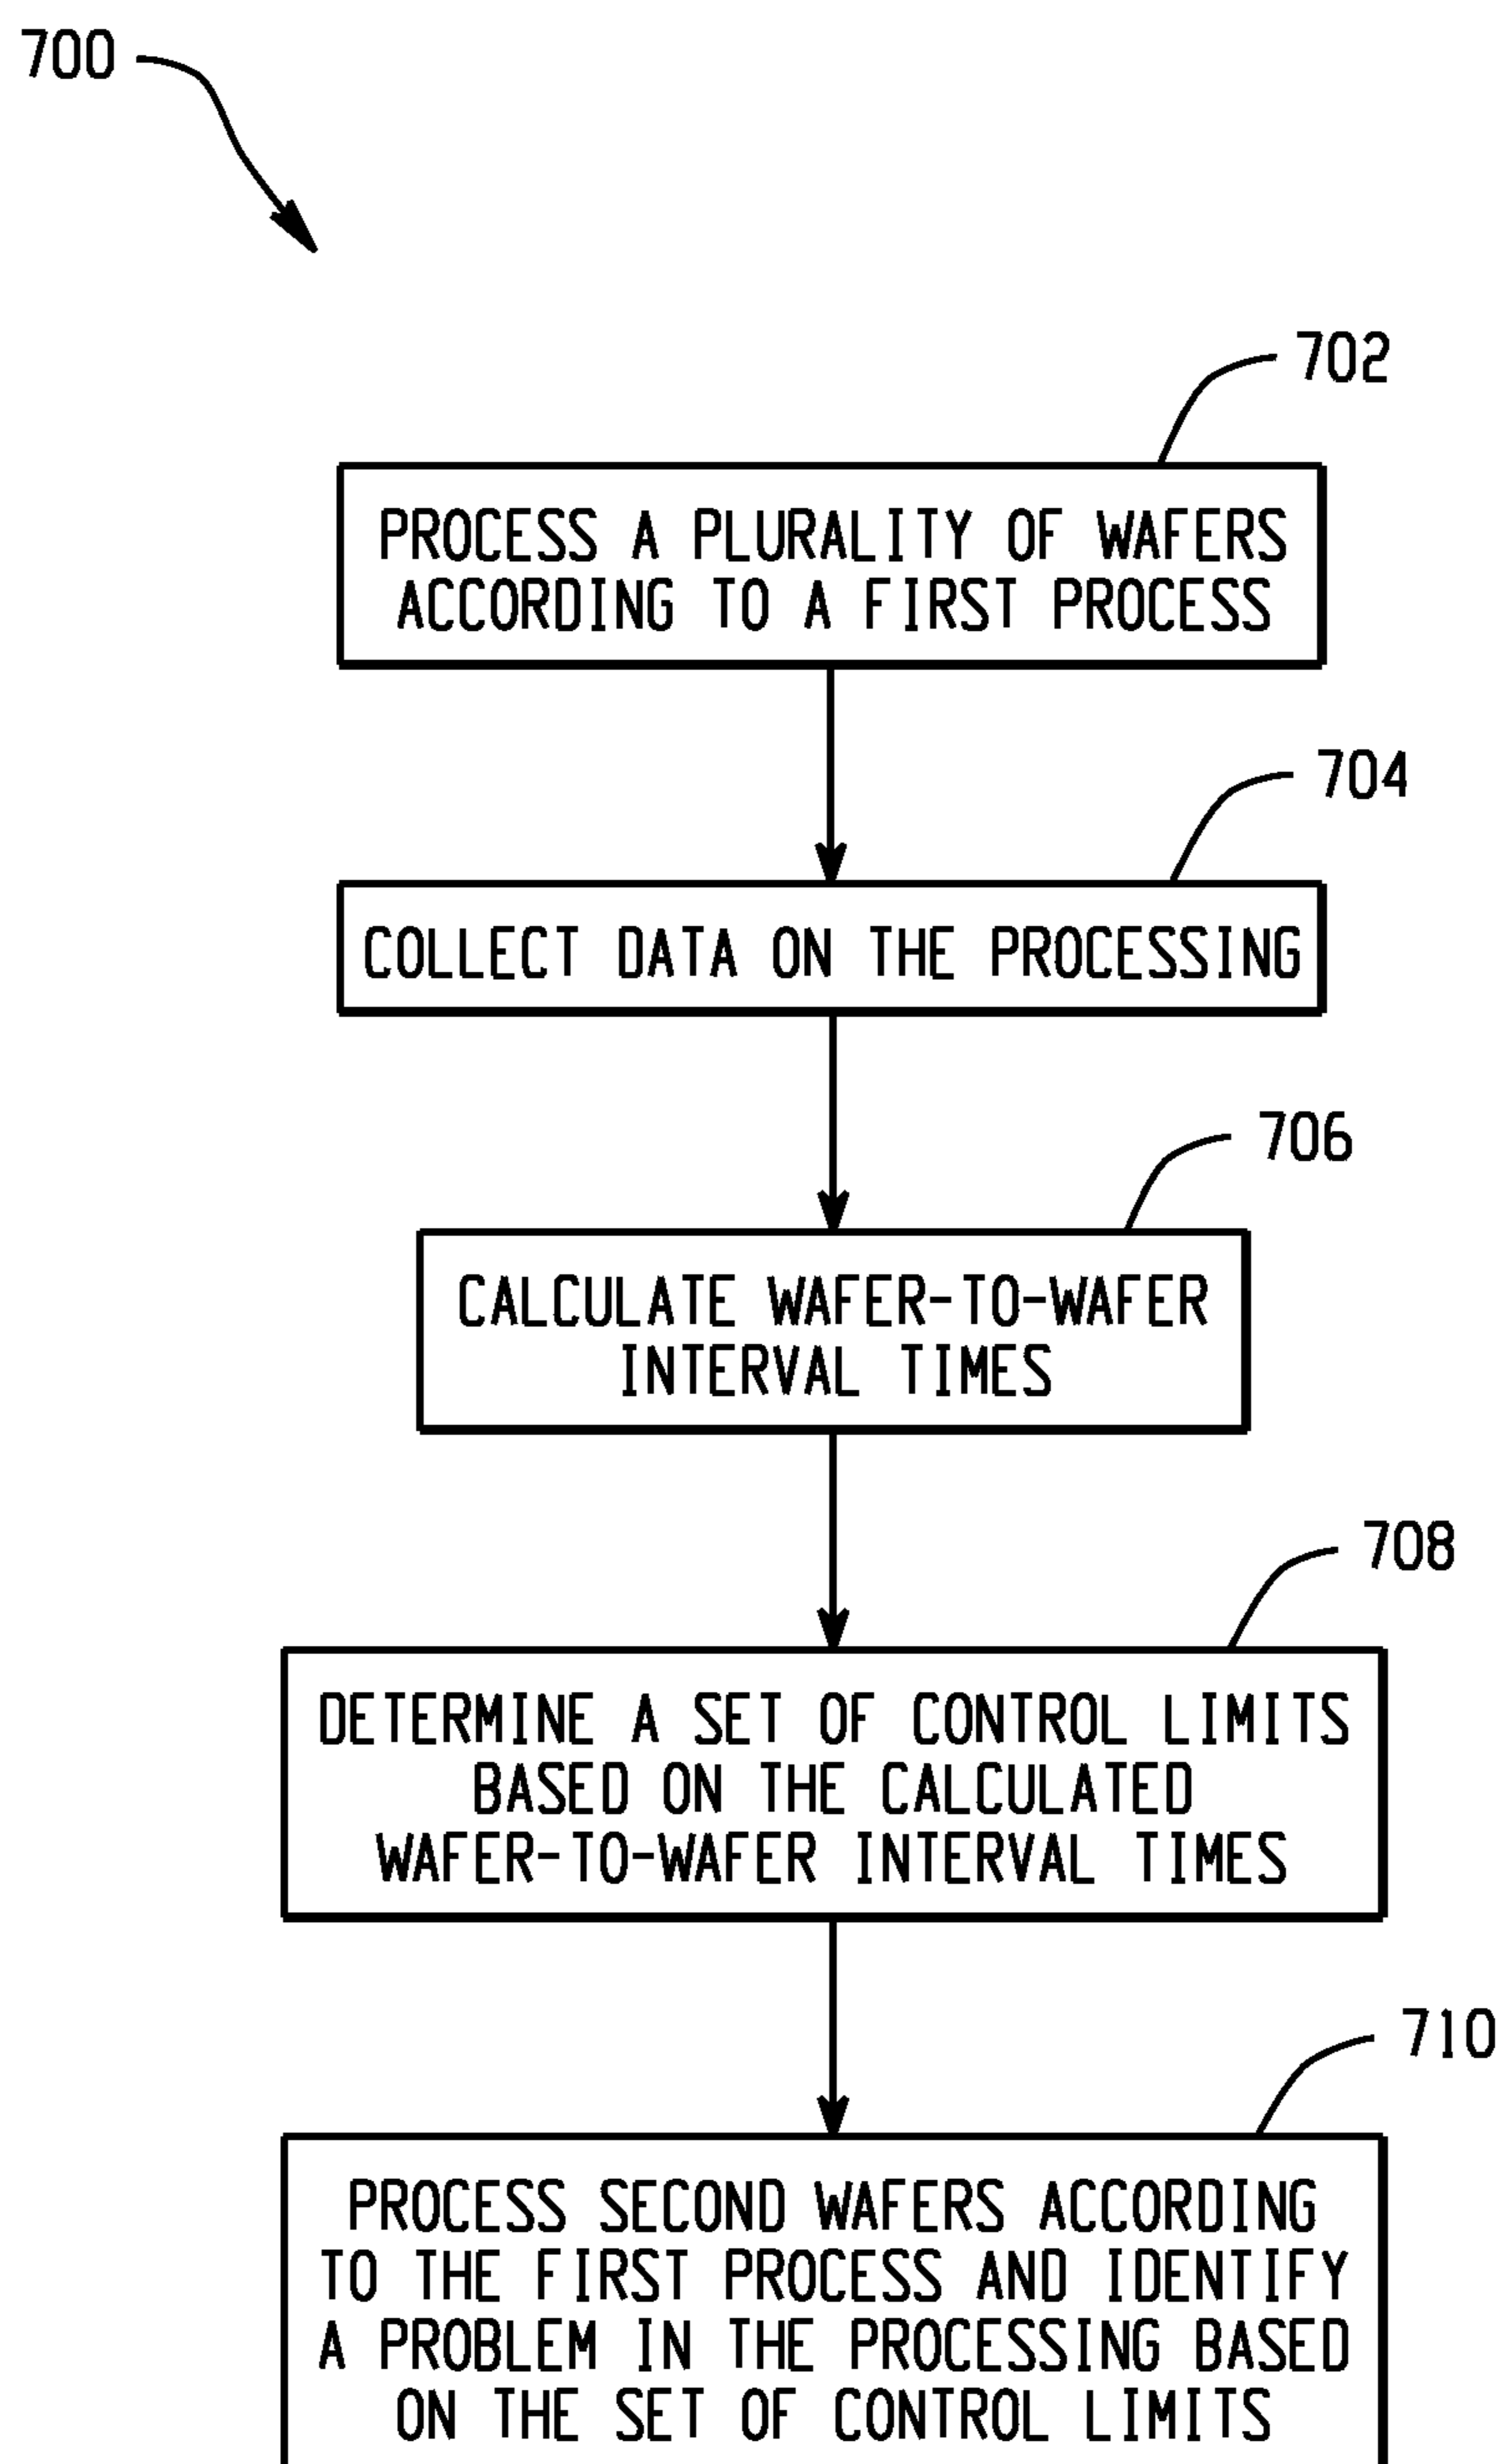 700
702
PROCESS A PLURALITY OF WAFERS
ACCORDING TO A FIRST PROCESS
704
COLLECT DATA ON THE PROCESSING
706
CALCULATE WAFER-TO-WAFER
INTERVAL TIMES
708
DETERMINE A SET OF CONTROL LIMITS
BASED ON THE CALCULATED
WAFER-TO-WAFER INTERVAL TIMES
710
PROCESS SECOND WAFERS ACCORDING
TO THE FIRST PROCESS AND IDENTIFY
A PROBLEM IN THE PROCESSING BASED
ON THE SET OF CONTROL LIMITS